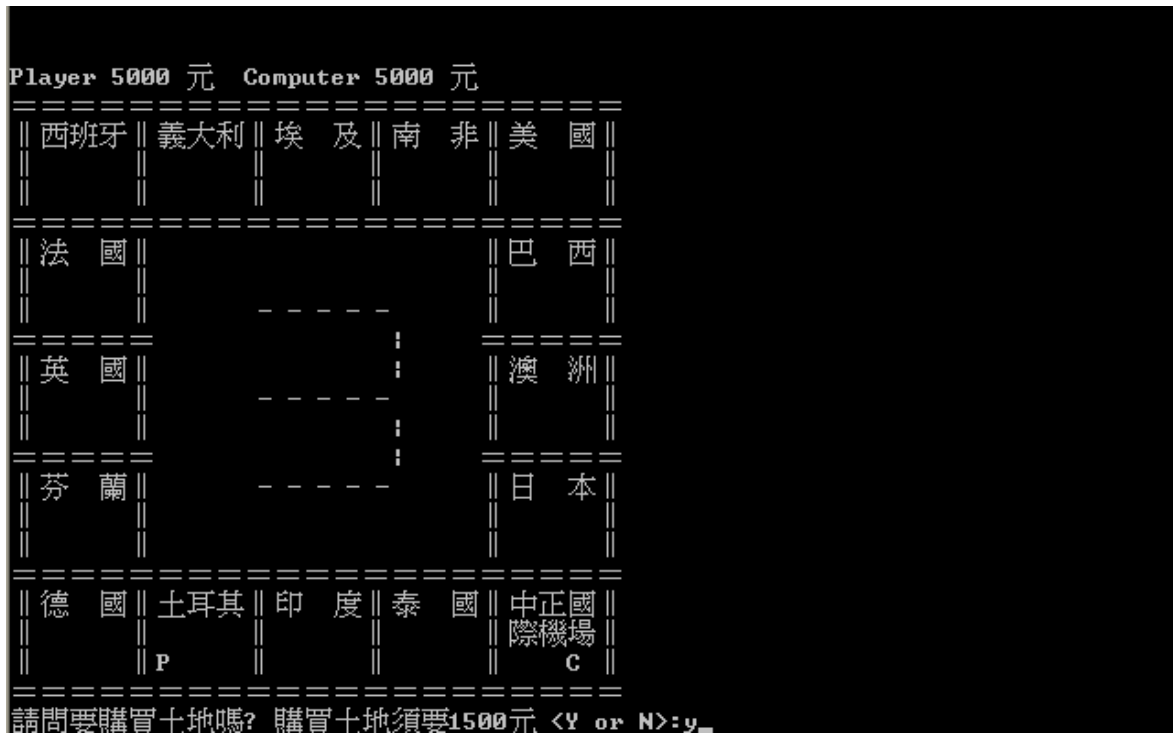 Player 5000 元 Computer 5000 元
西班牙 義大利 埃 及 南 非 美 國
法 國 巴 西
英 國 澳 洲
芬 蘭 日 本
德 國 土耳其 印 度 泰 國 中正國
際機場
P C
請問要購買土地嗎? 購買土地須要1500元 <Y or N>:y_